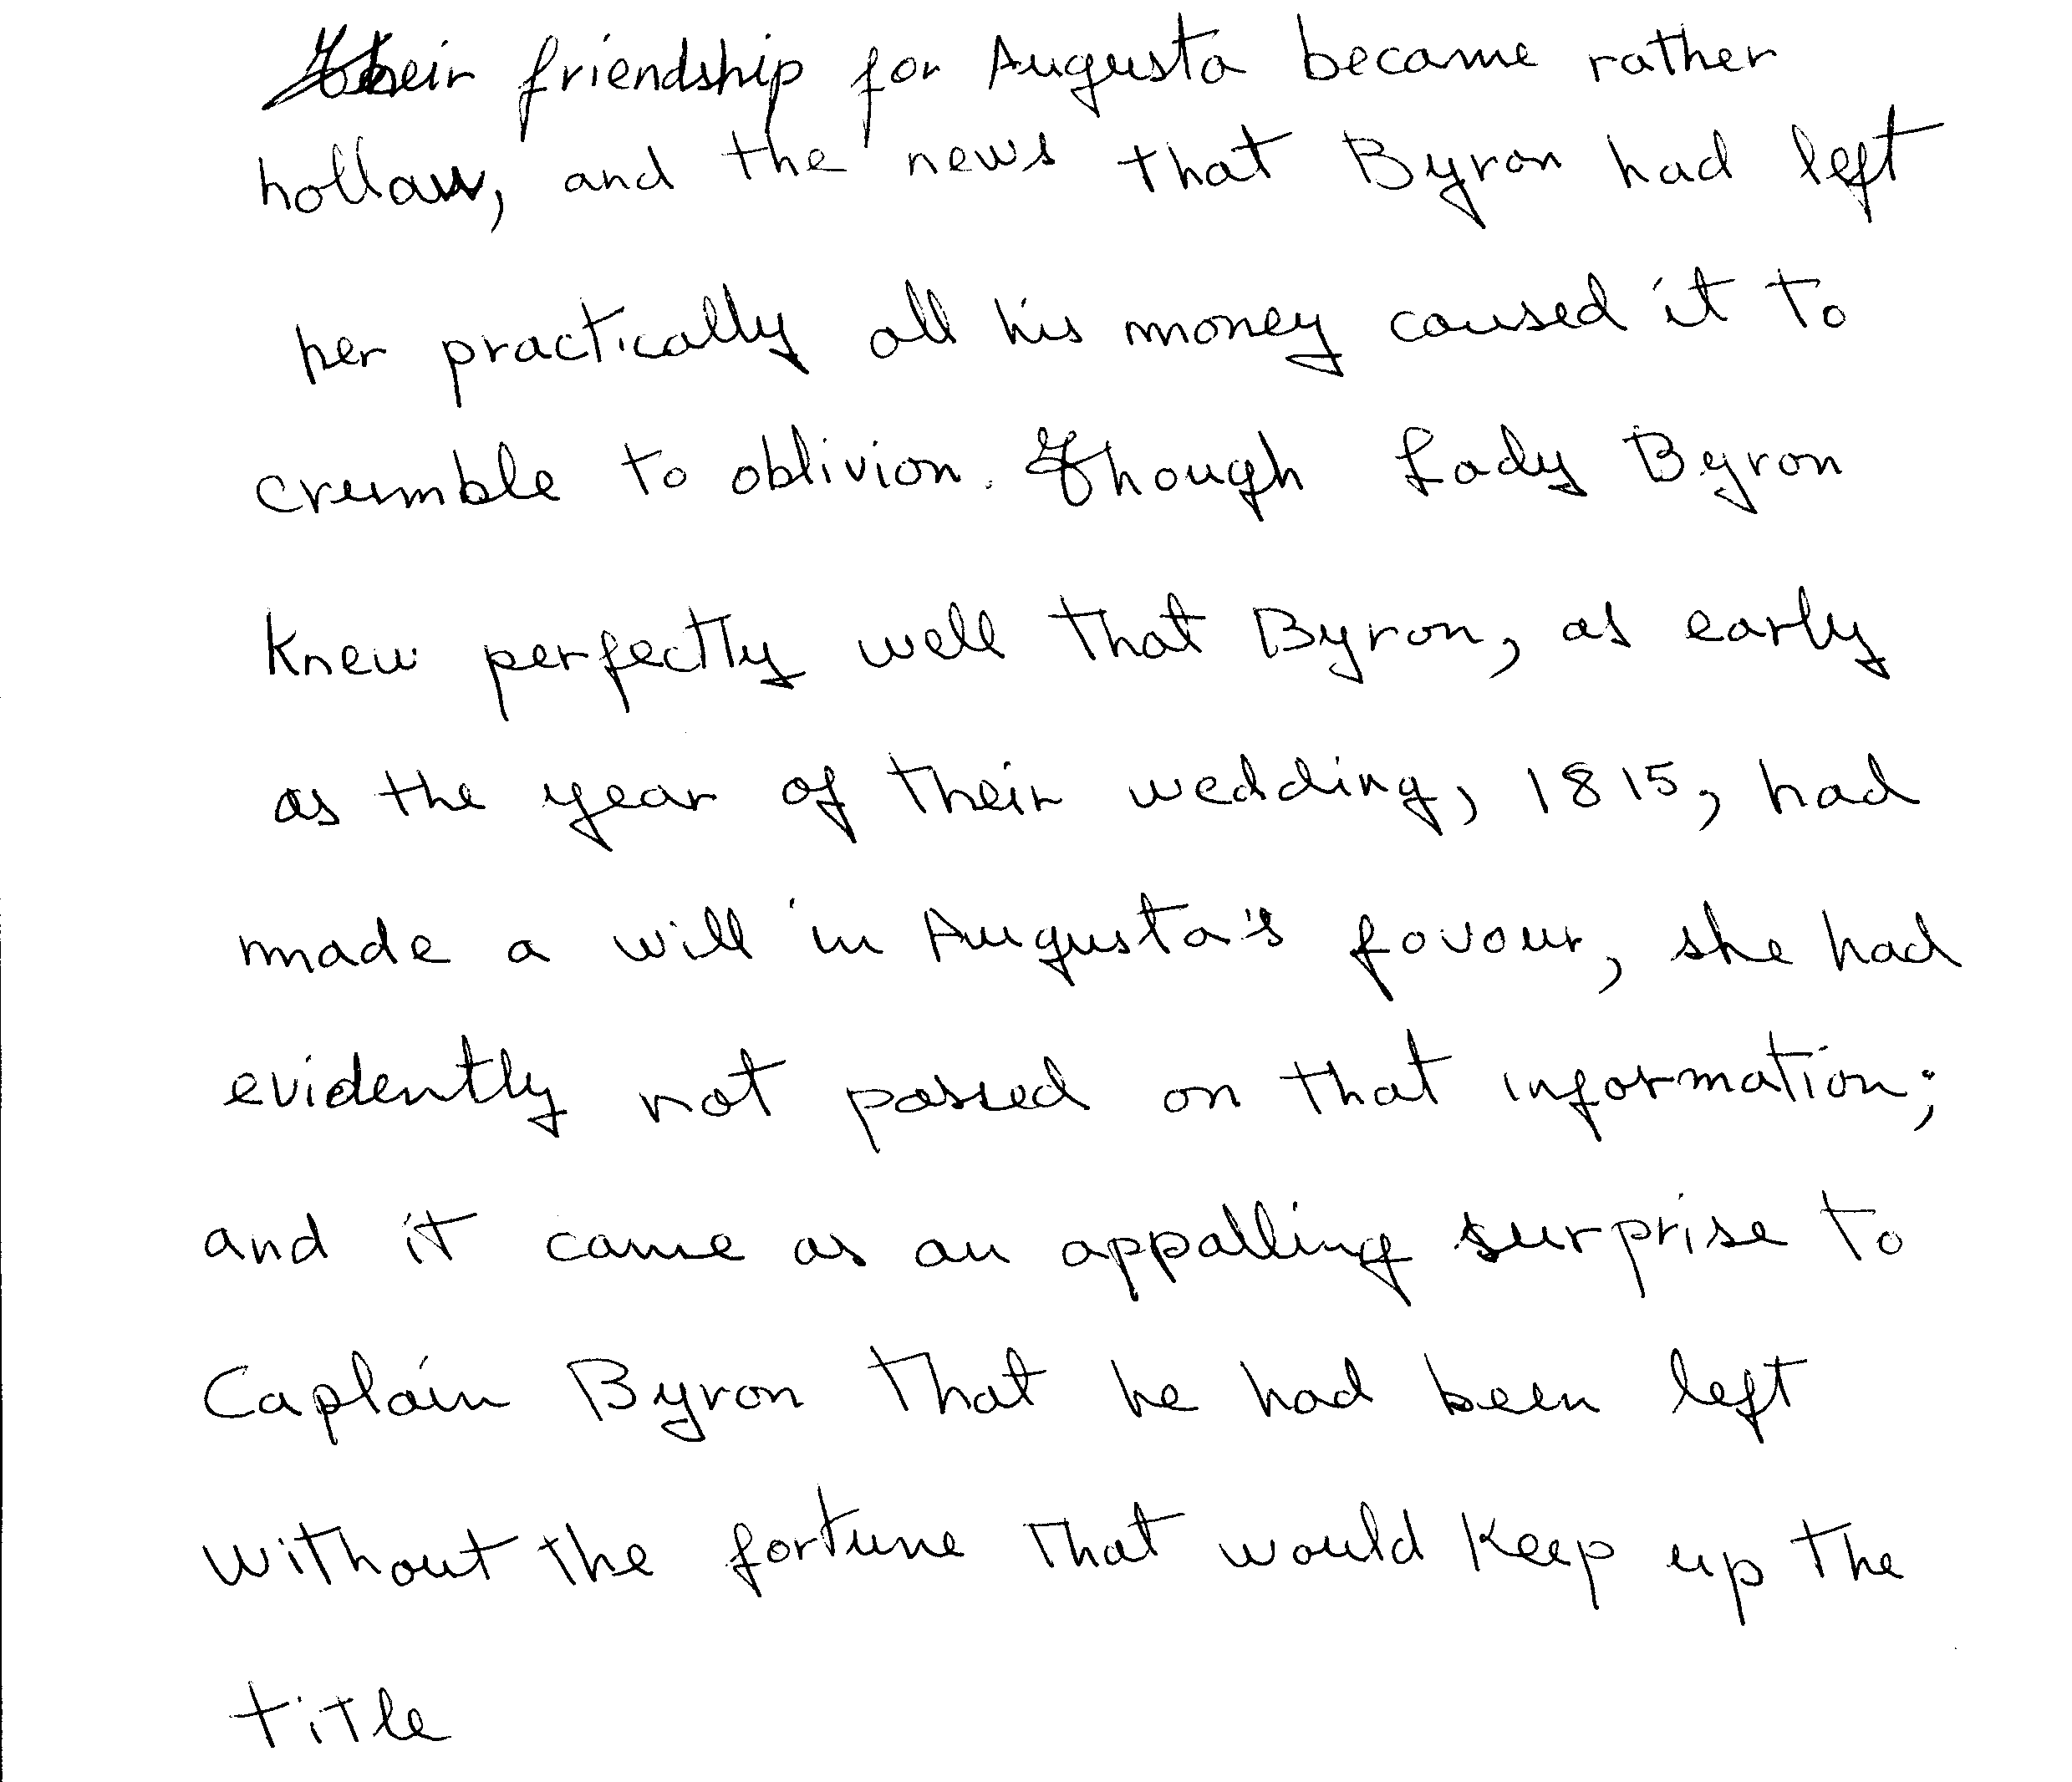 Their friendship for Augusta became rather
hollow, and the news that Byron had left
her practically all his money caused it to
crumble to oblivion. Though Lady Byron
knew perfectly well that Byron, as early
as the year of their wedding, 1815, had
made a will in Augusta's favour, she had
evidently not passed on that information;
and it came as an appalling surprise to
Captain Byron that he had been left
without the fortune that would keep up the
title